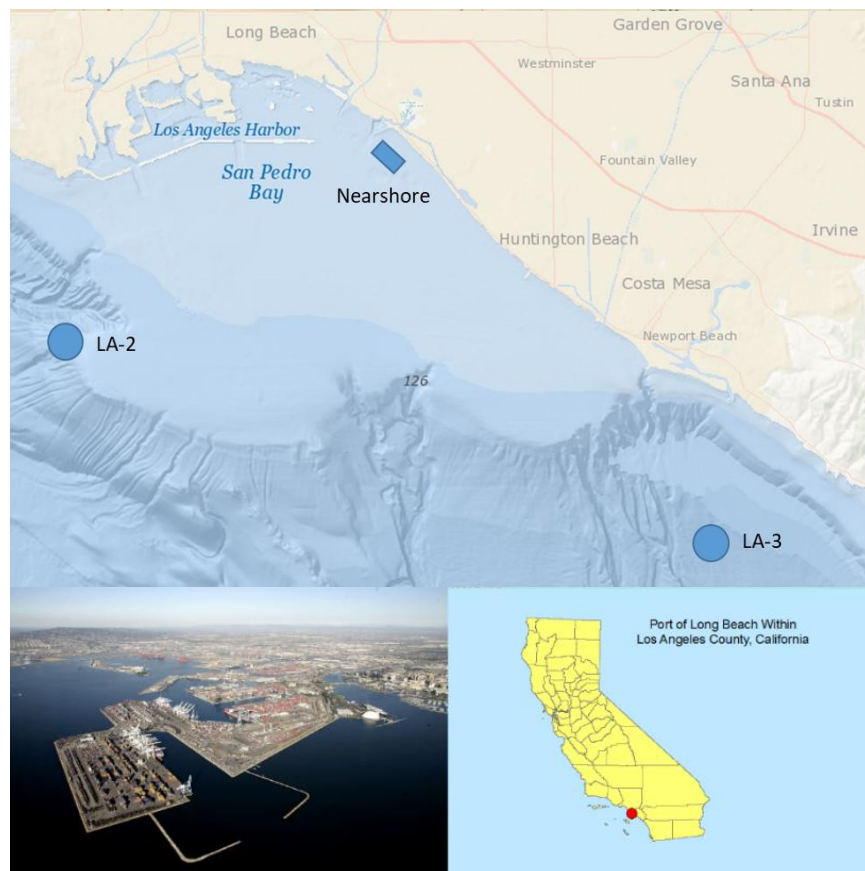 Long Beach
Garden Grove
Westminster
Santa Ana
Tustin
Los Angeles Harbor
San Pedro
Bay
Fountain Valley
Nearshore
Irvine
Huntington Beach
Costa Mesa
LA-2
Newport Beach
126
LA-3
Port of Long Beach Within
Los Angeles County, California